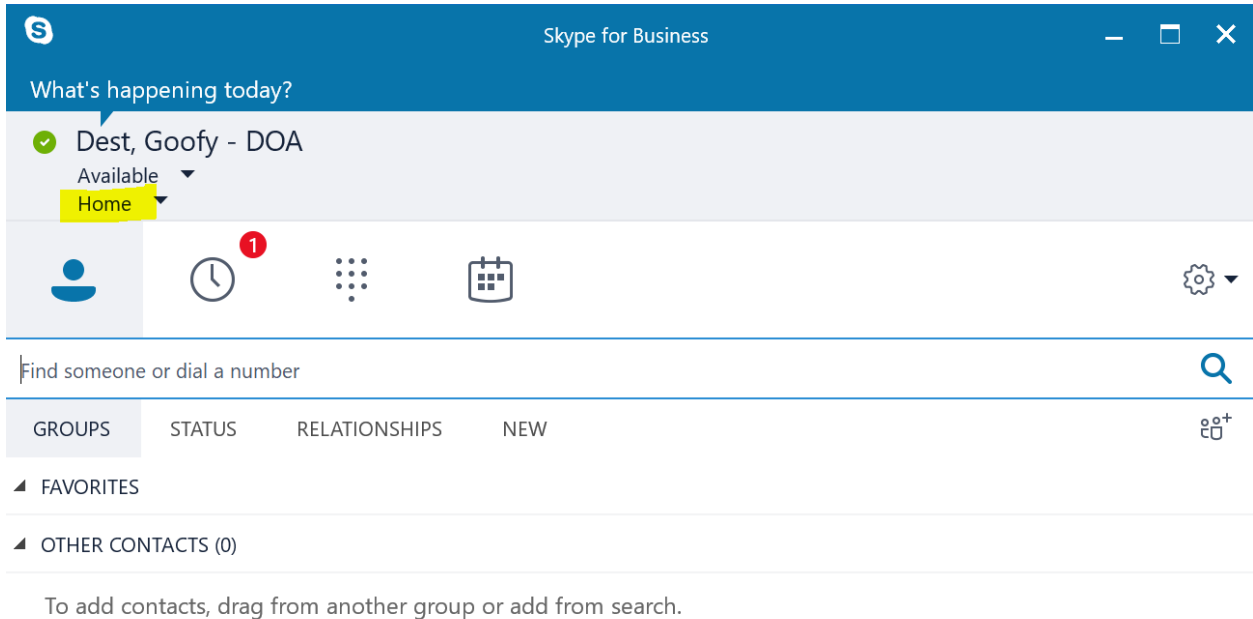 Skype for Business
What's happening today?
Dest, Goofy - DOA
Available
Home
1
Find someone or dial a number
GROUPS STATUS RELATIONSHIPS NEW
FAVORITES
OTHER CONTACTS (0)
To add contacts, drag from another group or add from search.